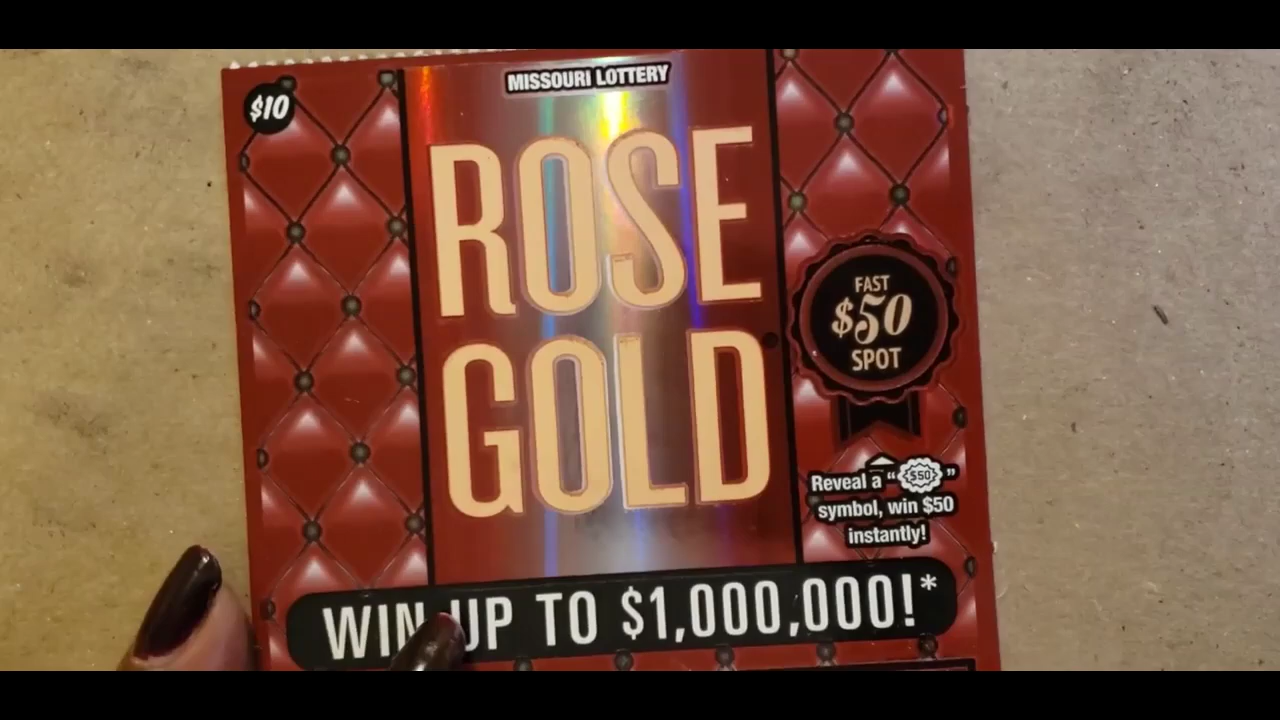 MISSOURI LOTTERY
$10
ROSE
GOLD
FAST
$50
SPOT
Reveal a "$50"
symbol, win $50
instantly!
WIN UP TO $1,000,000!*